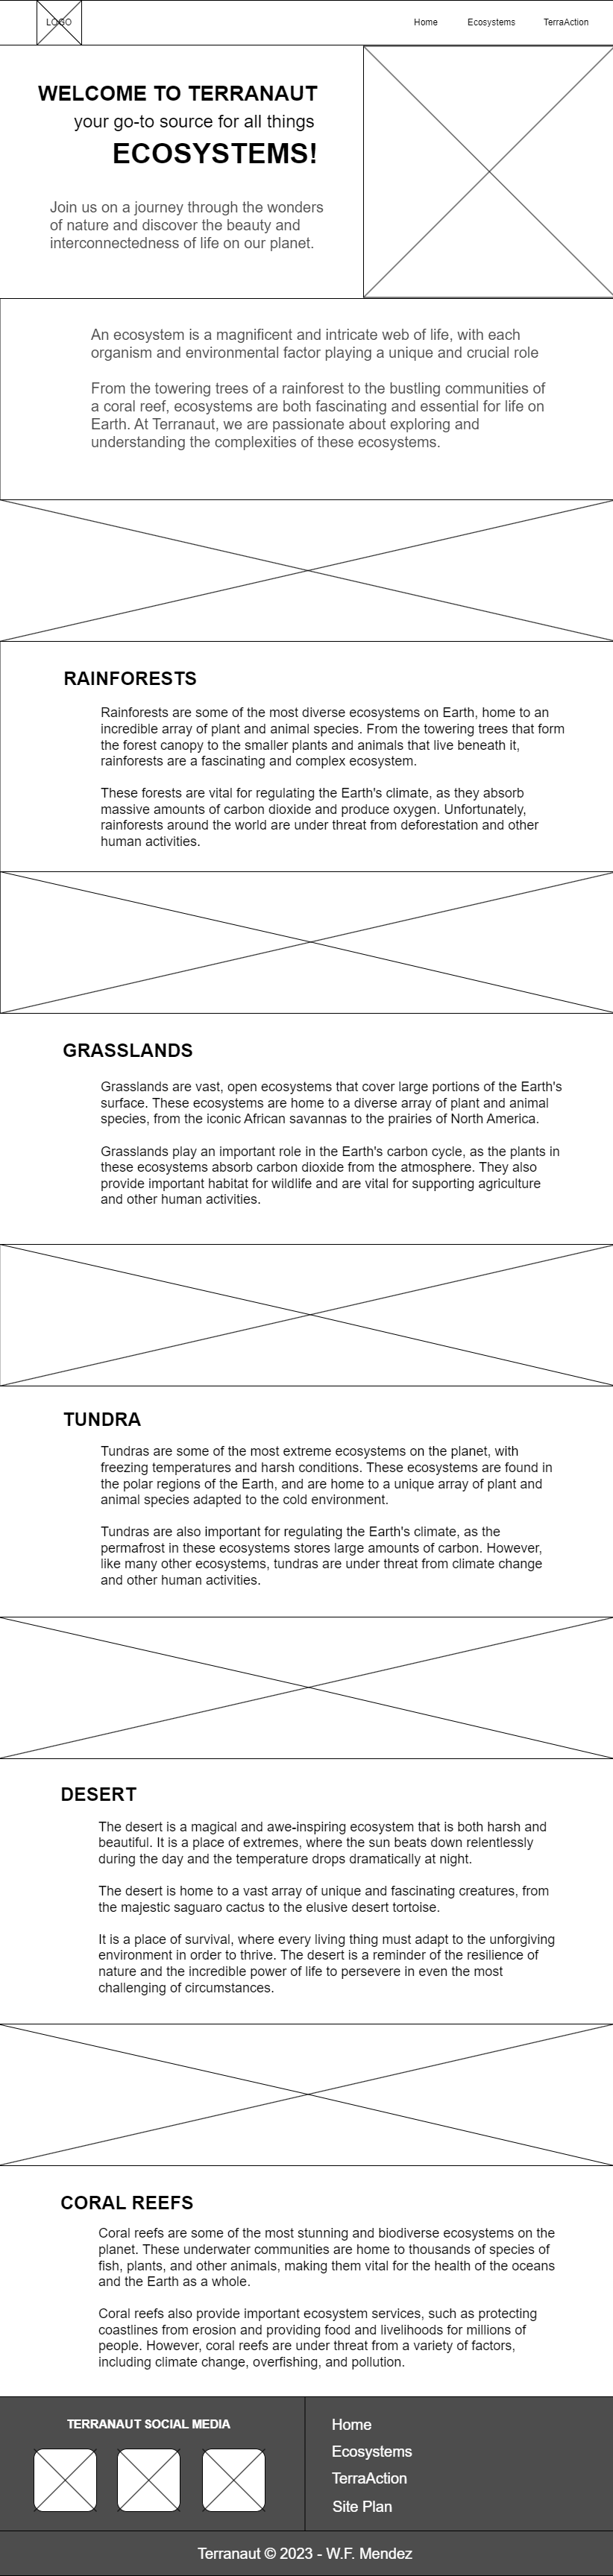 LOGO
Home Ecosystems TerraAction
WELCOME TO TERRANAUT
your go-to source for all things
ECOSYSTEMS!
Join us on a journey through the wonders
of nature and discover the beauty and
interconnectedness of life on our planet.
An ecosystem is a magnificent and intricate web of life, with each
organism and environmental factor playing a unique and crucial role
From the towering trees of a rainforest to the bustling communities of
a coral reef, ecosystems are both fascinating and essential for life on
Earth. At Terranaut, we are passionate about exploring and
understanding the complexities of these ecosystems.
RAINFORESTS
Rainforests are some of the most diverse ecosystems on Earth, home to an
incredible array of plant and animal species. From the towering trees that form
the forest canopy to the smaller plants and animals that live beneath it,
rainforests are a fascinating and complex ecosystem.
These forests are vital for regulating the Earth's climate, as they absorb
massive amounts of carbon dioxide and produce oxygen. Unfortunately,
rainforests around the world are under threat from deforestation and other
human activities.
GRASSLANDS
Grasslands are vast, open ecosystems that cover large portions of the Earth's
surface. These ecosystems are home to a diverse array of plant and animal
species, from the iconic African savannas to the prairies of North America.
Grasslands play an important role in the Earth's carbon cycle, as the plants in
these ecosystems absorb carbon dioxide from the atmosphere. They also
provide important habitat for wildlife and are vital for supporting agriculture
and other human activities.
TUNDRA
Tundras are some of the most extreme ecosystems on the planet, with
freezing temperatures and harsh conditions. These ecosystems are found in
the polar regions of the Earth, and are home to a unique array of plant and
animal species adapted to the cold environment.
Tundras are also important for regulating the Earth's climate, as the
permafrost in these ecosystems stores large amounts of carbon. However,
like many other ecosystems, tundras are under threat from climate change
and other human activities.
DESERT
The desert is a magical and awe-inspiring ecosystem that is both harsh and
beautiful. It is a place of extremes, where the sun beats down relentlessly
during the day and the temperature drops dramatically at night.
The desert is home to a vast array of unique and fascinating creatures, from
the majestic saguaro cactus to the elusive desert tortoise.
It is a place of survival, where every living thing must adapt to the unforgiving
environment in order to thrive. The desert is a reminder of the resilience of
nature and the incredible power of life to persevere in even the most
challenging of circumstances.
CORAL REEFS
Coral reefs are some of the most stunning and biodiverse ecosystems on the
planet. These underwater communities are home to thousands of species of
fish, plants, and other animals, making them vital for the health of the oceans
and the Earth as a whole.
Coral reefs also provide important ecosystem services, such as protecting
coastlines from erosion and providing food and livelihoods for millions of
people. However, coral reefs are under threat from a variety of factors,
including climate change, overfishing, and pollution.
TERRANAUT SOCIAL MEDIA
Home
Ecosystems
TerraAction
Site Plan
Terranaut © 2023 - W.F. Mendez